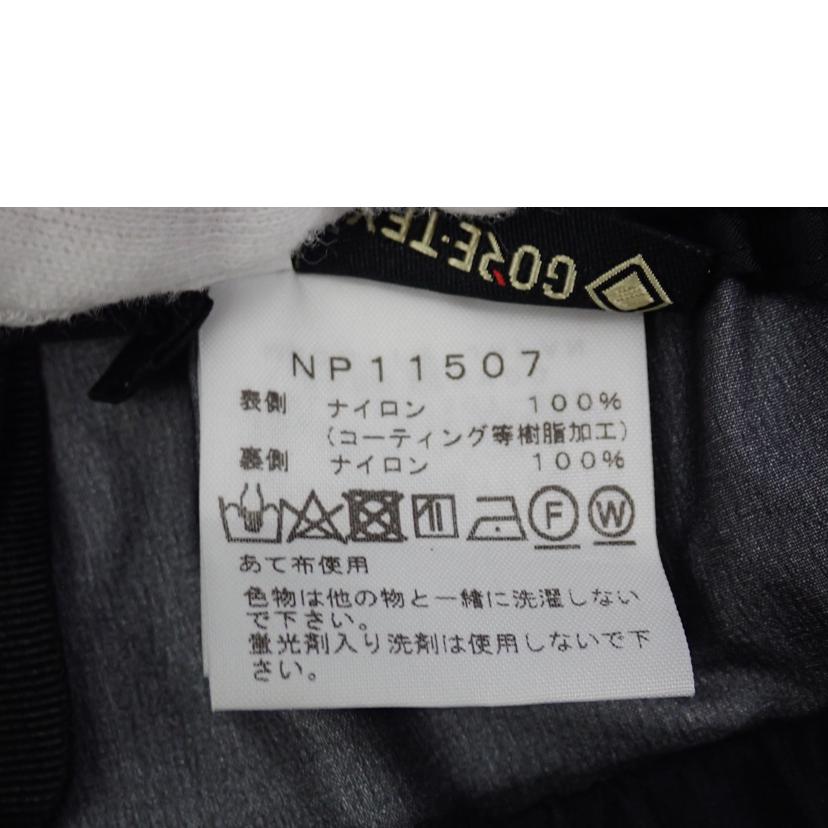 GORE-TEX
NP11507
表側 ナイロン 100%
(コーティング等樹脂加工)
裏側 ナイロン 100%
F W
あて布使用
色物は他の物と一緒に洗濯しない
で下さい。
蛍光剤入り洗剤は使用しないで下
さい。